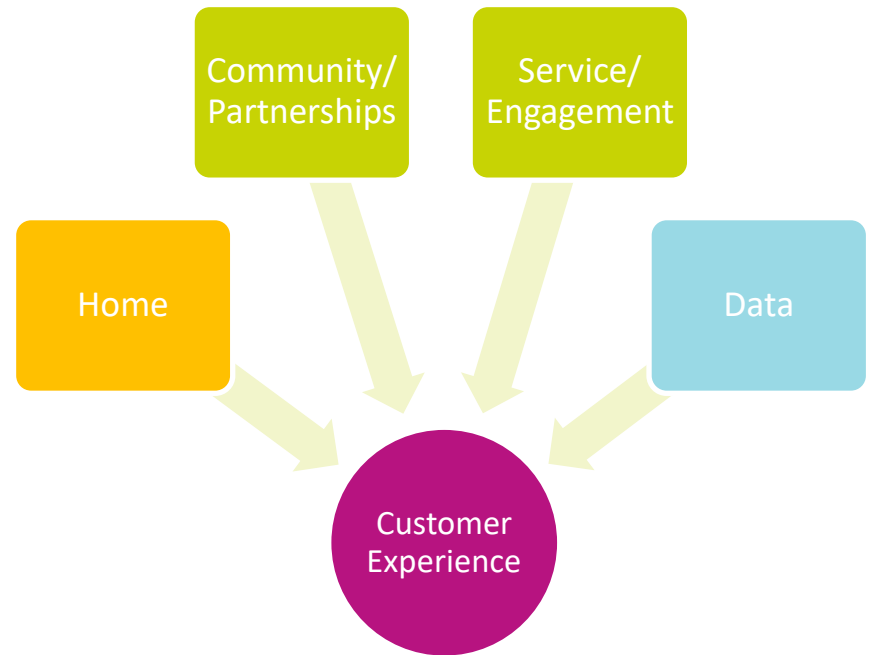 Community/
Partnerships
Service/
Engagement
Home
Data
Customer
Experience